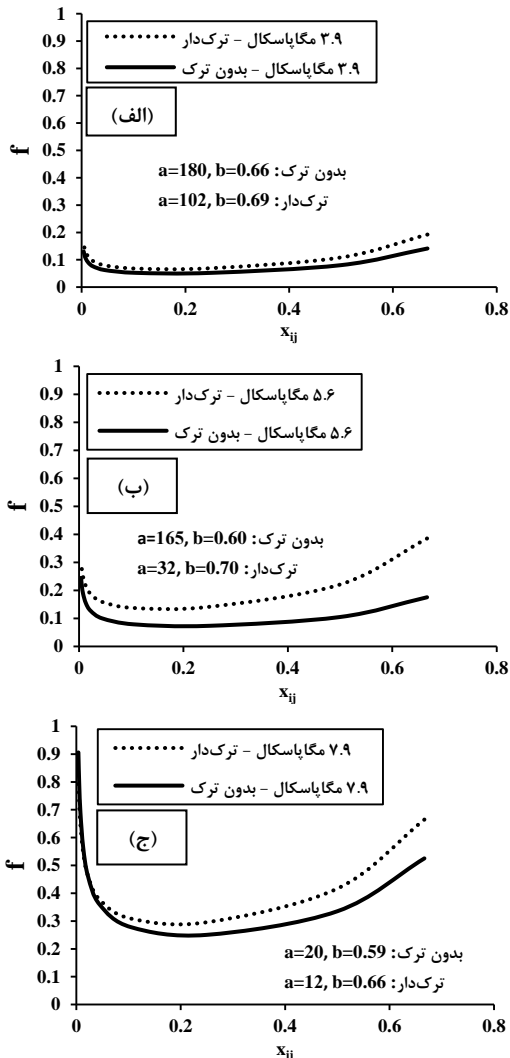 ۳.۹ مگاپاسکال – ترک‌دار
۳.۹ مگاپاسکال – بدون ترک
(الف)
بدون ترک: a=180, b=0.66
ترک‌دار: a=102, b=0.69
f
1
0.9
0.8
0.7
0.6
0.5
0.4
0.3
0.2
0.1
0
0 0.2 0.4 0.6 0.8
xij
۵.۶ مگاپاسکال – ترک‌دار
۵.۶ مگاپاسکال – بدون ترک
(ب)
بدون ترک: a=165, b=0.60
ترک‌دار: a=32, b=0.70
f
1
0.9
0.8
0.7
0.6
0.5
0.4
0.3
0.2
0.1
0
0 0.2 0.4 0.6 0.8
xij
۷.۹ مگاپاسکال – ترک‌دار
۷.۹ مگاپاسکال – بدون ترک
(ج)
بدون ترک: a=20, b=0.59
ترک‌دار: a=12, b=0.66
f
1
0.9
0.8
0.7
0.6
0.5
0.4
0.3
0.2
0.1
0
0 0.2 0.4 0.6 0.8
xij